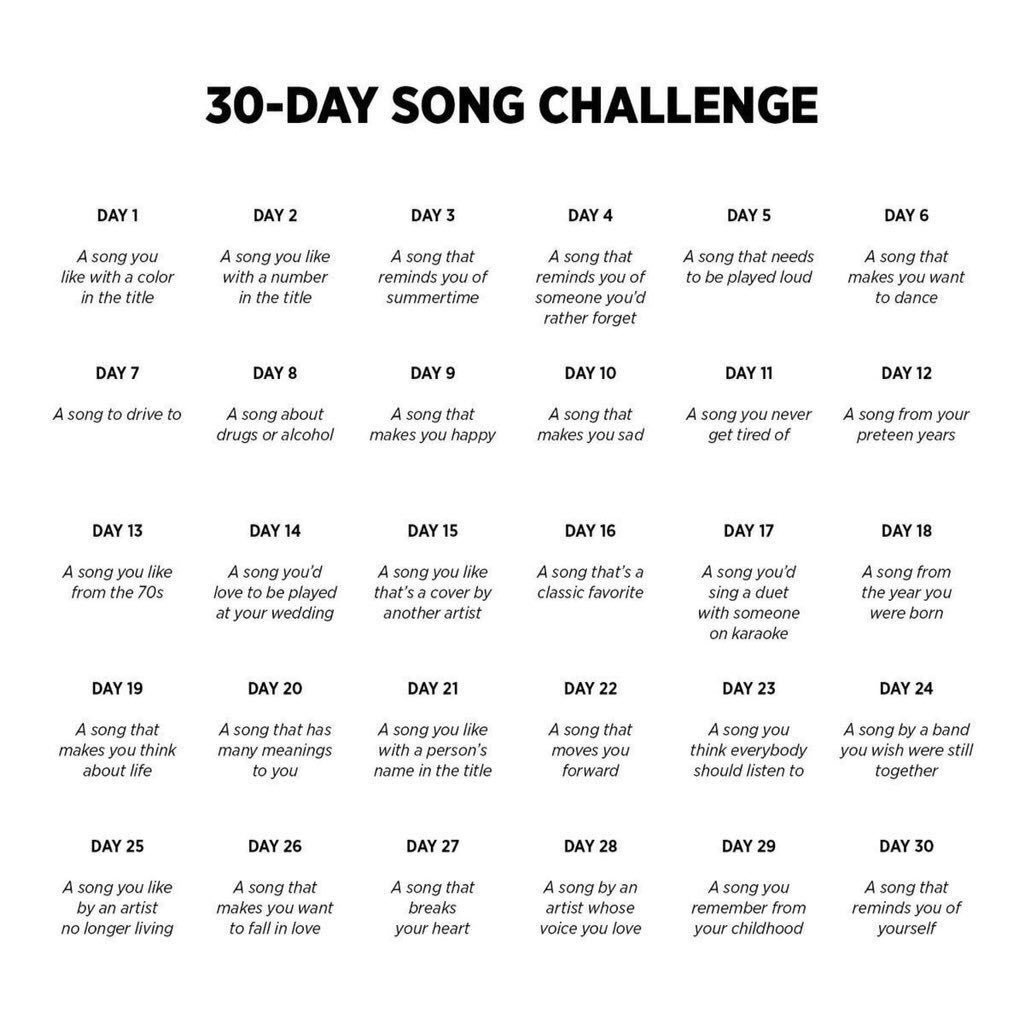 30-DAY SONG CHALLENGE
DAY 1
A song you
like with a color
in the title
DAY 2
A song you like
with a number
in the title
DAY 3
A song that
reminds you of
summertime
DAY 4
A song that
reminds you of
someone you'd
rather forget
DAY 5
A song that needs
to be played loud
DAY 6
A song that
makes you want
to dance
DAY 7
A song to drive to
DAY 8
A song about
drugs or alcohol
DAY 9
A song that
makes you happy
DAY 10
A song that
makes you sad
DAY 11
A song you never
get tired of
DAY 12
A song from your
preteen years
DAY 13
A song you like
from the 70s
DAY 14
A song you'd
love to be played
at your wedding
DAY 15
A song you like
that's a cover by
another artist
DAY 16
A song that's a
classic favorite
DAY 17
A song you'd
sing a duet
with someone
on karaoke
DAY 18
A song from
the year you
were born
DAY 19
A song that
makes you think
about life
DAY 20
A song that has
many meanings
to you
DAY 21
A song you like
with a person's
name in the title
DAY 22
A song that
moves you
forward
DAY 23
A song you
think everybody
should listen to
DAY 24
A song by a band
you wish were still
together
DAY 25
A song you like
by an artist
no longer living
DAY 26
A song that
makes you want
to fall in love
DAY 27
A song that
breaks
your heart
DAY 28
A song by an
artist whose
voice you love
DAY 29
A song you
remember from
your childhood
DAY 30
A song that
reminds you of
yourself